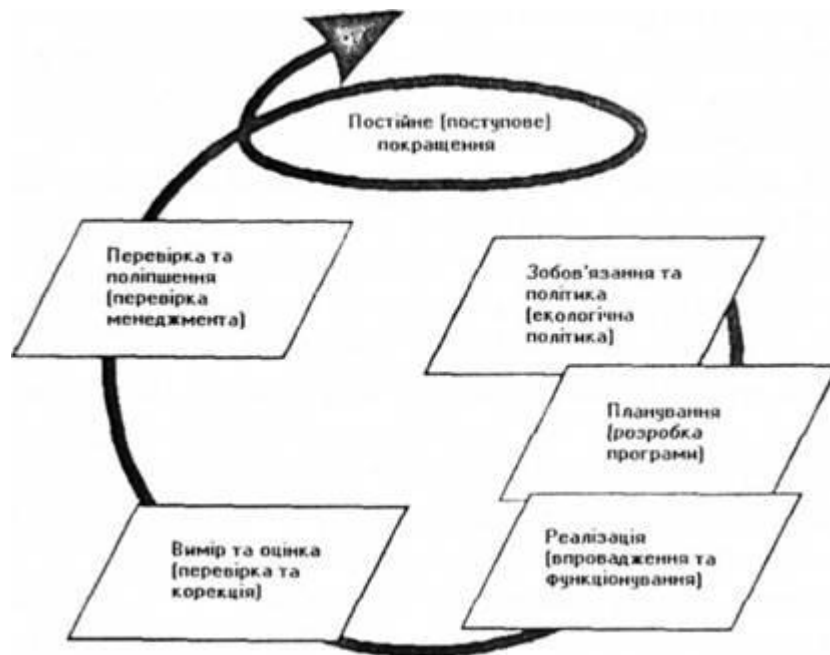 Постійне (поступове)
покращення
Перевірка та
поліпшення
(перевірка
менеджмента)
Зобов'язання та
політика
(екологічна
політика)
Планування
(розробка
програми)
Вимір та оцінка
(перевірка та
корекція)
Реалізація
(впровадження та
функціонування)